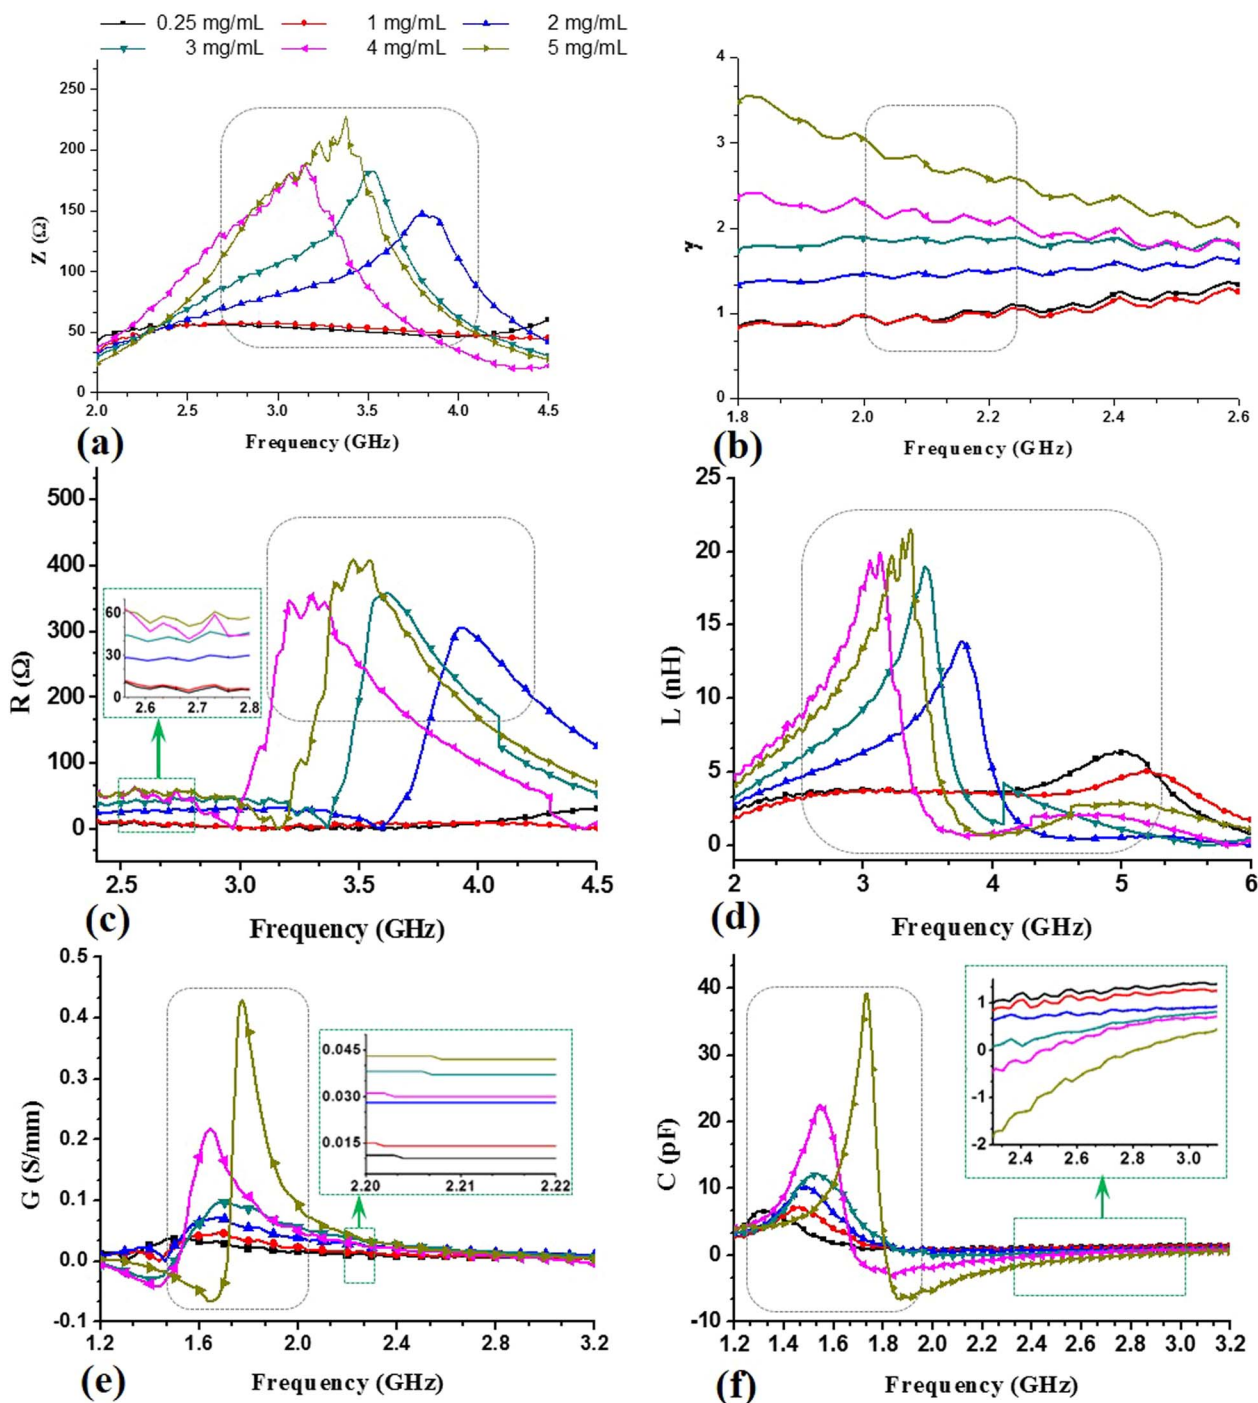 0.25 mg/mL 1 mg/mL 2 mg/mL
3 mg/mL 4 mg/mL 5 mg/mL
250
200
150
100
50
0
Z (Ω)
2.0 2.5 3.0 3.5 4.0 4.5
Frequency (GHz)
(a)
4
3
2
1
0
γ
1.8 2.0 2.2 2.4 2.6
Frequency (GHz)
(b)
500
400
300
200
100
0
R (Ω)
60
30
0
2.6 2.7 2.8
2.5 3.0 3.5 4.0 4.5
Frequency (GHz)
(c)
25
20
15
10
5
0
L (nH)
2 3 4 5 6
Frequency (GHz)
(d)
0.5
0.4
0.3
0.2
0.1
0.0
-0.1
G (S/mm)
0.045
0.030
0.015
2.20 2.21 2.22
1.2 1.6 2.0 2.4 2.8 3.2
Frequency (GHz)
(e)
40
30
20
10
0
-10
C (pF)
1
0
-1
-2
2.4 2.6 2.8 3.0
1.2 1.4 1.6 1.8 2.0 2.2 2.4 2.6 2.8 3.0 3.2
Frequency (GHz)
(f)